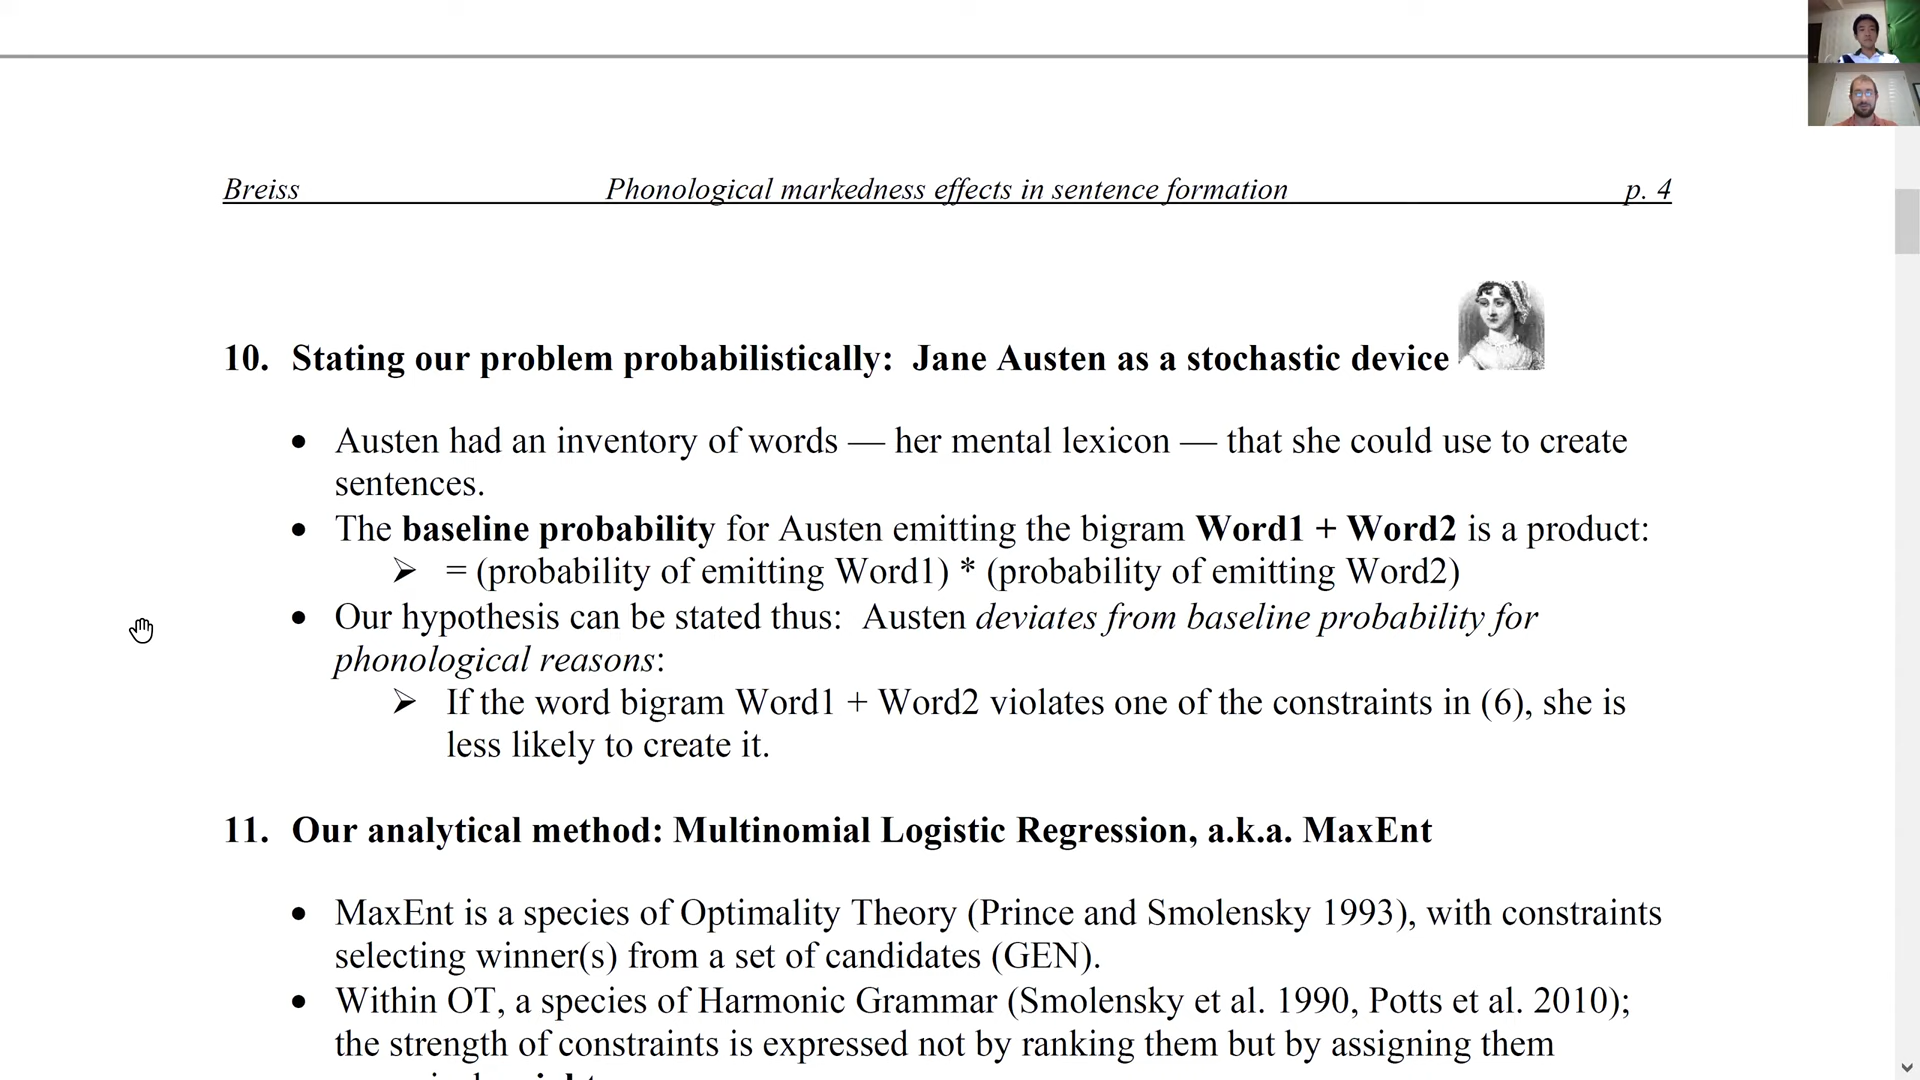 Breiss Phonological markedness effects in sentence formation p. 4
10. Stating our problem probabilistically: Jane Austen as a stochastic device
• Austen had an inventory of words — her mental lexicon — that she could use to create
sentences.
• The baseline probability for Austen emitting the bigram Word1 + Word2 is a product:
➢ = (probability of emitting Word1) * (probability of emitting Word2)
• Our hypothesis can be stated thus: Austen deviates from baseline probability for
phonological reasons:
➢ If the word bigram Word1 + Word2 violates one of the constraints in (6), she is
less likely to create it.
11. Our analytical method: Multinomial Logistic Regression, a.k.a. MaxEnt
• MaxEnt is a species of Optimality Theory (Prince and Smolensky 1993), with constraints
selecting winner(s) from a set of candidates (GEN).
• Within OT, a species of Harmonic Grammar (Smolensky et al. 1990, Potts et al. 2010);
the strength of constraints is expressed not by ranking them but by assigning them